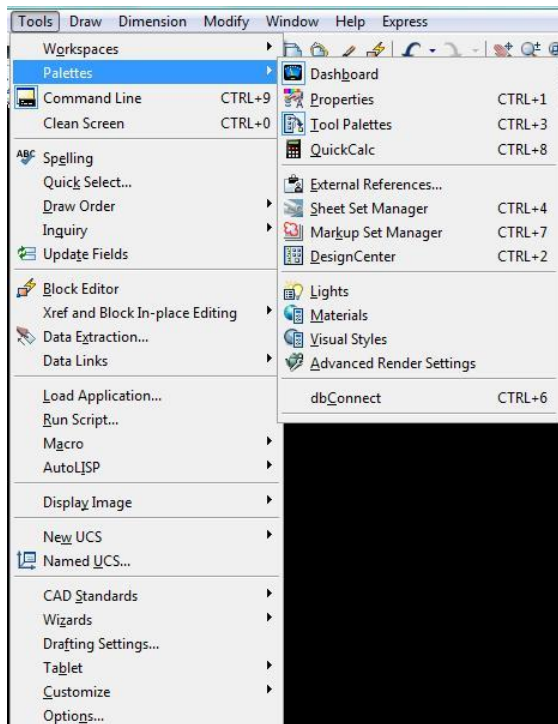 Tools Draw Dimension Modify Window Help Express
Workspaces
Palettes
Command Line CTRL+9
Clean Screen CTRL+0
ABC Spelling
Quick Select...
Draw Order
Inquiry
Update Fields
Block Editor
Xref and Block In-place Editing
Data Extraction...
Data Links
Load Application...
Run Script...
Macro
AutoLISP
Display Image
New UCS
Named UCS...
CAD Standards
Wizards
Drafting Settings...
Tablet
Customize
Options...
Dashboard
Properties CTRL+1
Tool Palettes CTRL+3
QuickCalc CTRL+8
External References...
Sheet Set Manager CTRL+4
Markup Set Manager CTRL+7
DesignCenter CTRL+2
Lights
Materials
Visual Styles
Advanced Render Settings
dbConnect CTRL+6